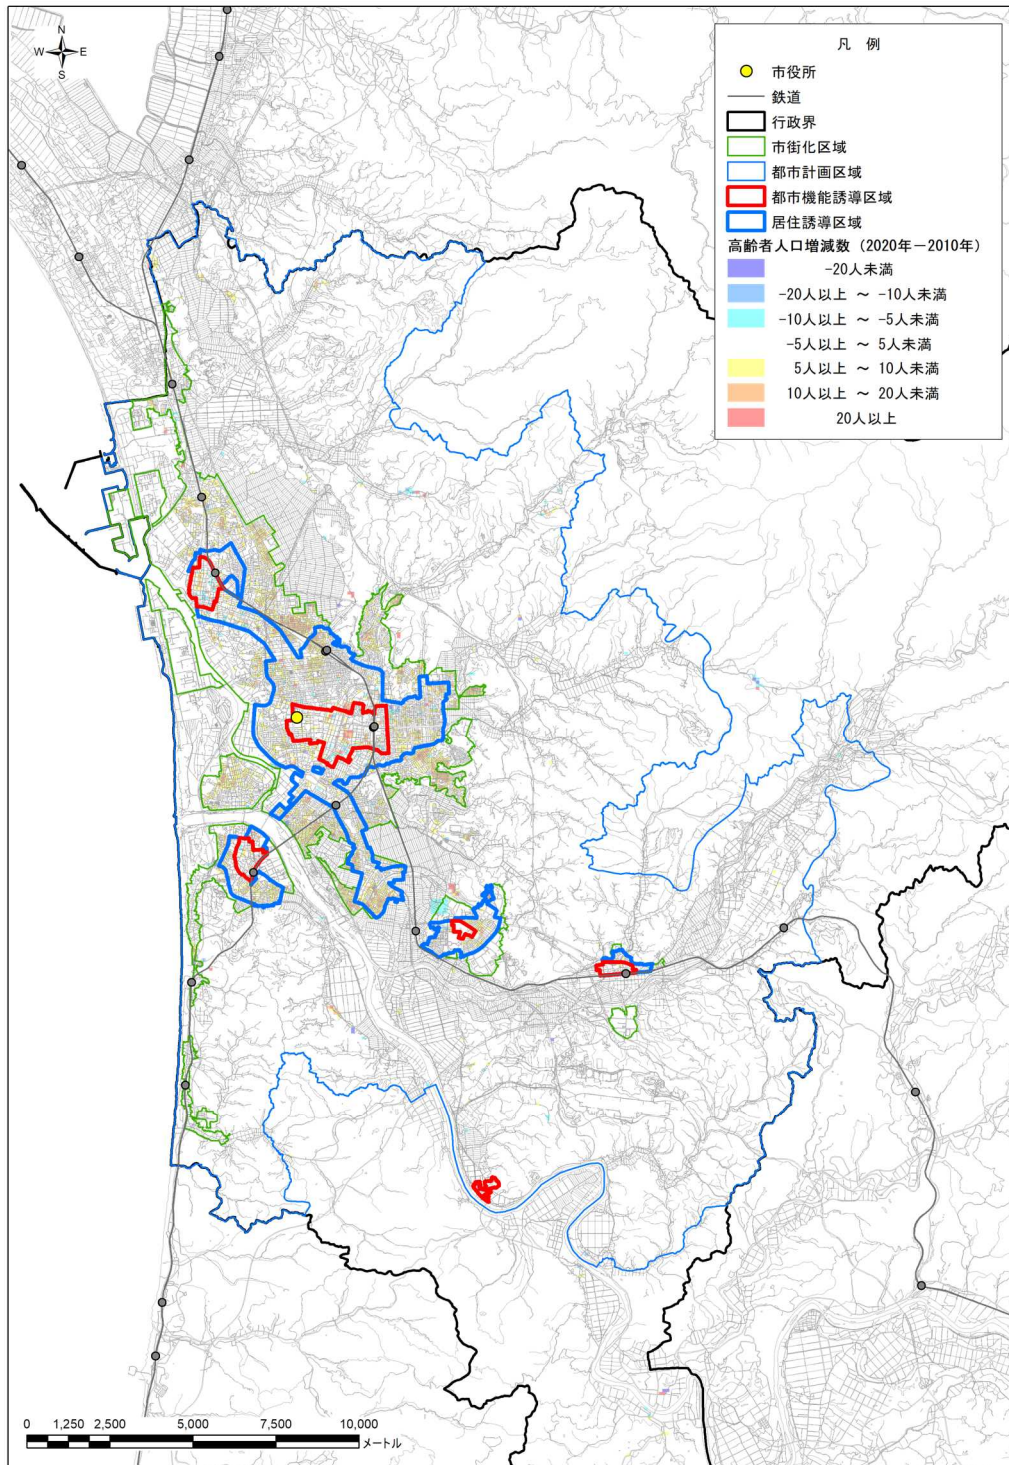 N
W E
S
凡 例
市役所
鉄道
行政界
市街化区域
都市計画区域
都市機能誘導区域
居住誘導区域
高齢者人口増減数（2020年－2010年）
-20人未満
-20人以上 ～ -10人未満
-10人以上 ～ -5人未満
-5人以上 ～ 5人未満
5人以上 ～ 10人未満
10人以上 ～ 20人未満
20人以上
0 1,250 2,500 5,000 7,500 10,000
メートル